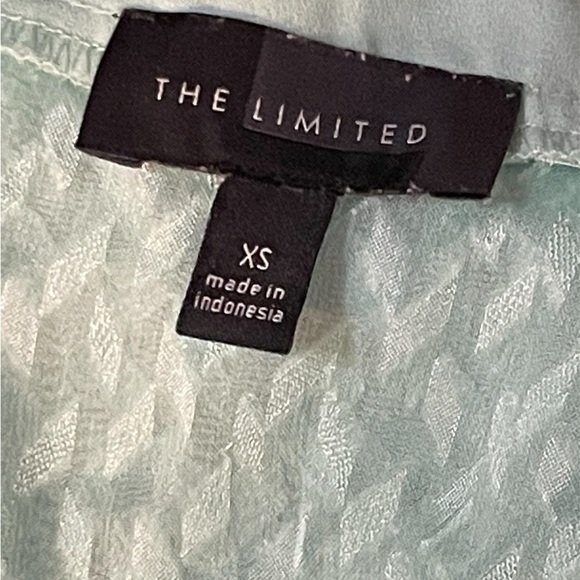 THE LIMITED
XS
made in
indonesia